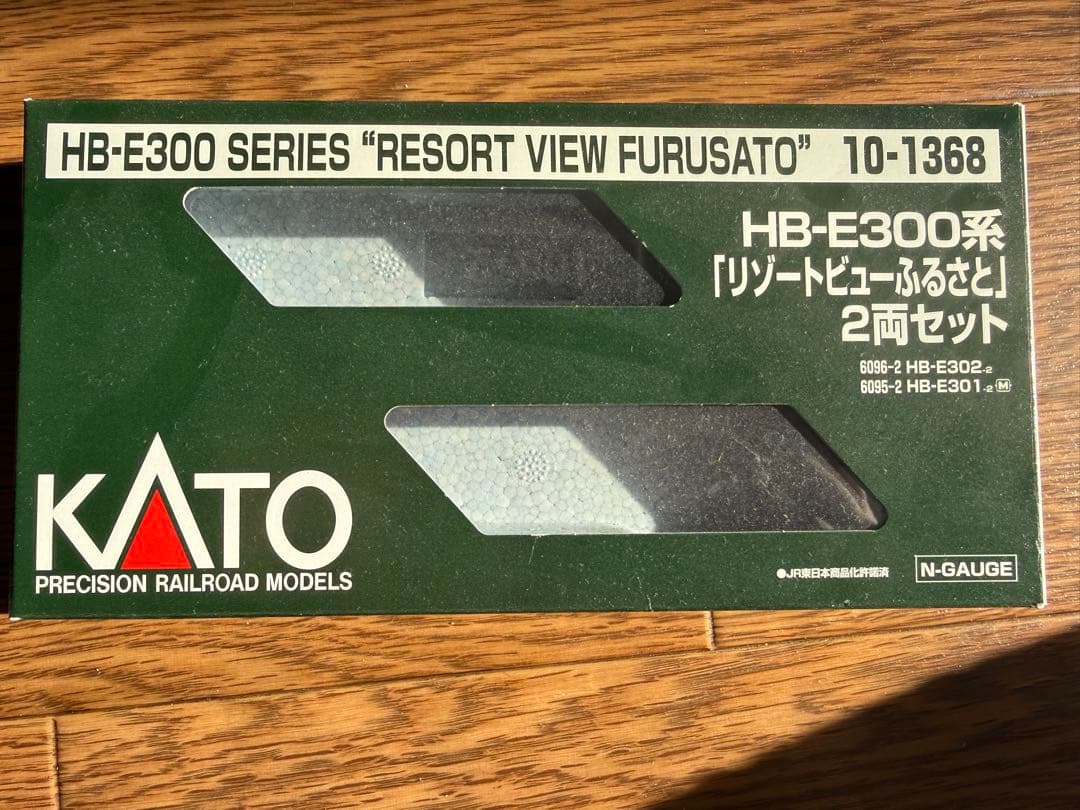 HB-E300 SERIES “RESORT VIEW FURUSATO” 10-1368
HB-E300系
「リゾートビューふるさと」
2両セット
6096-2 HB-E302-2
6095-2 HB-E301-2 M
KATO
PRECISION RAILROAD MODELS
●JR東日本商品化許諾済
N-GAUGE